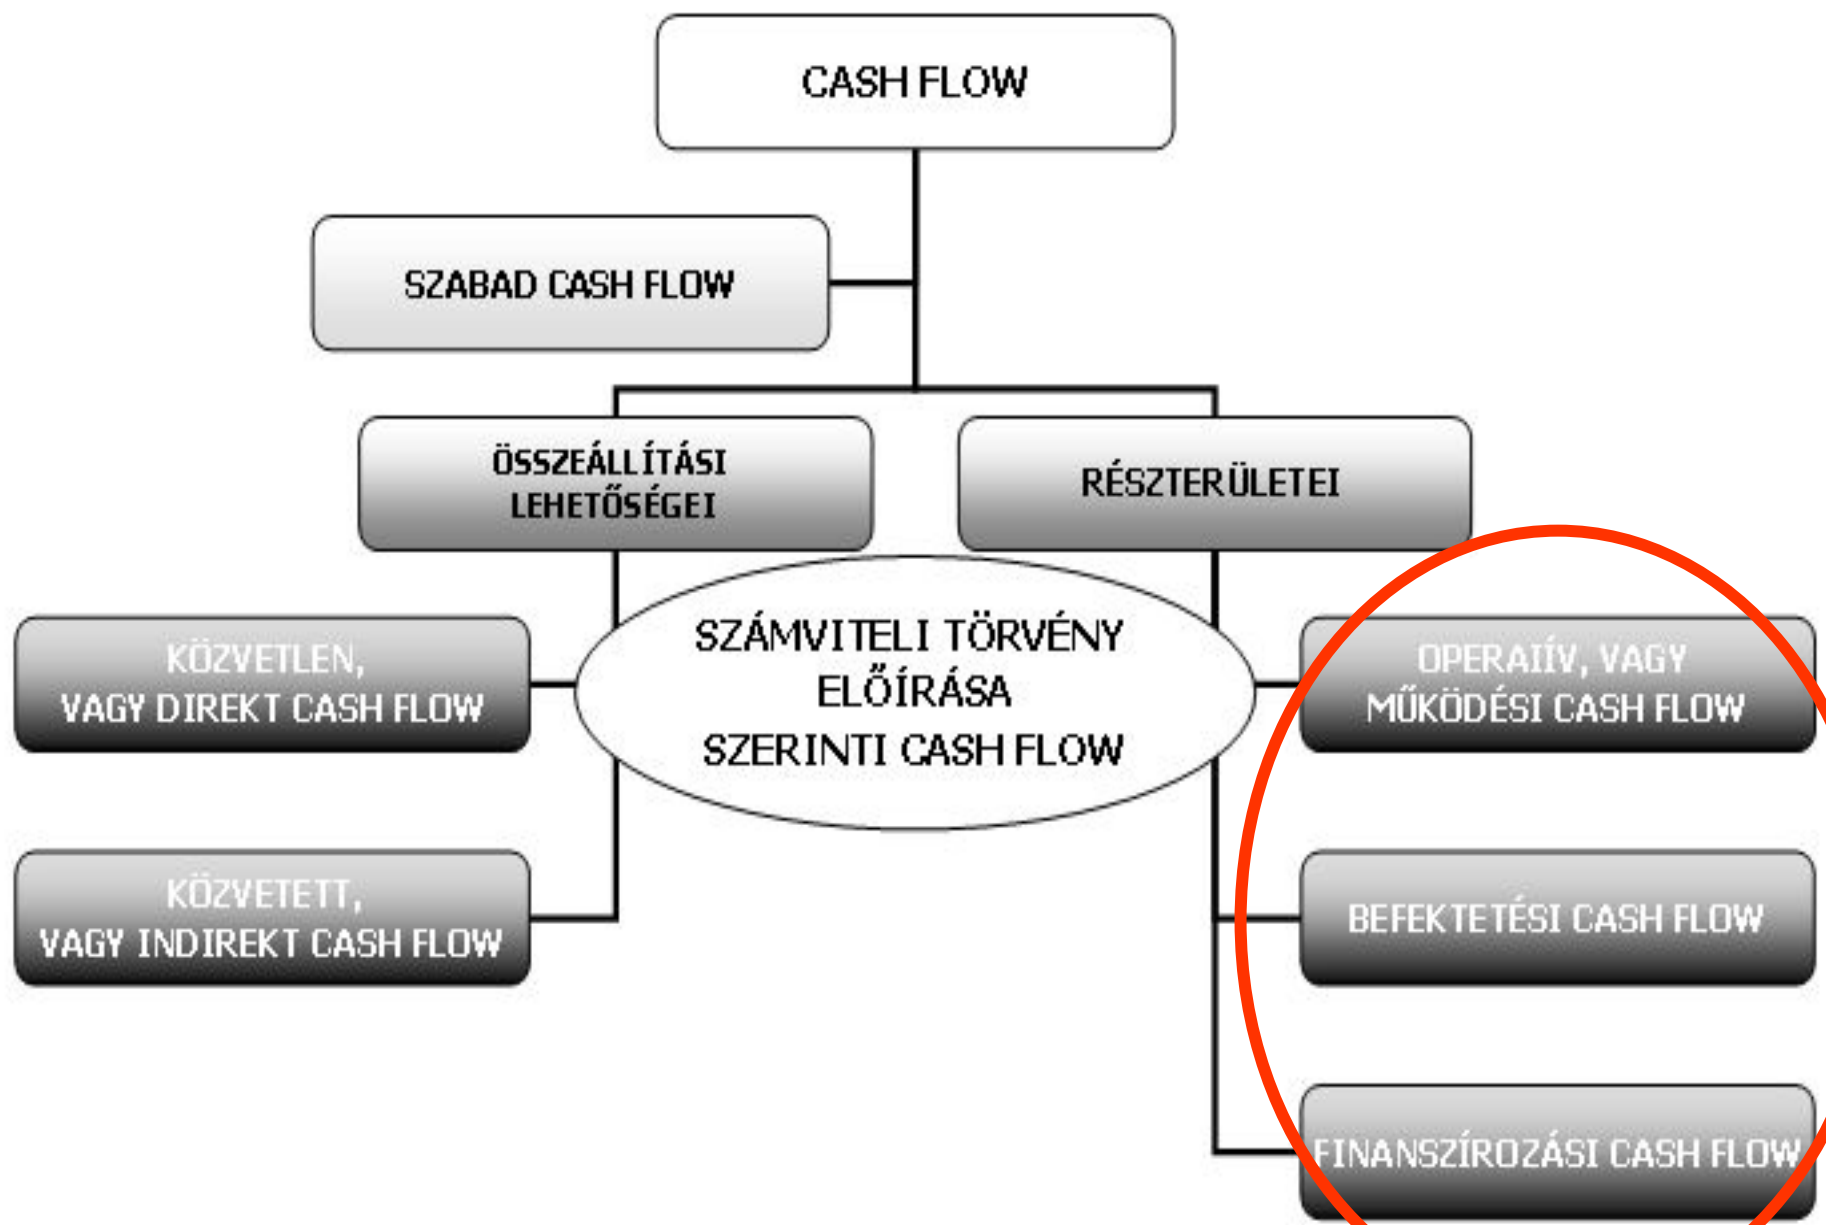 CASH FLOW
SZABAD CASH FLOW
ÖSSZEÁLLÍTÁSI
LEHETŐSÉGEI
RÉSZTERÜLETEI
SZÁMVITELI TÖRVÉNY
ELŐÍRÁSA
SZERINTI CASH FLOW
KÖZVETLEN,
VAGY DIREKT CASH FLOW
KÖZVETETT,
VAGY INDIREKT CASH FLOW
OPERAIÍV, VAGY
MŰKÖDÉSI CASH FLOW
BEFEKTETÉSI CASH FLOW
FINANSZÍROZÁSI CASH FLOW